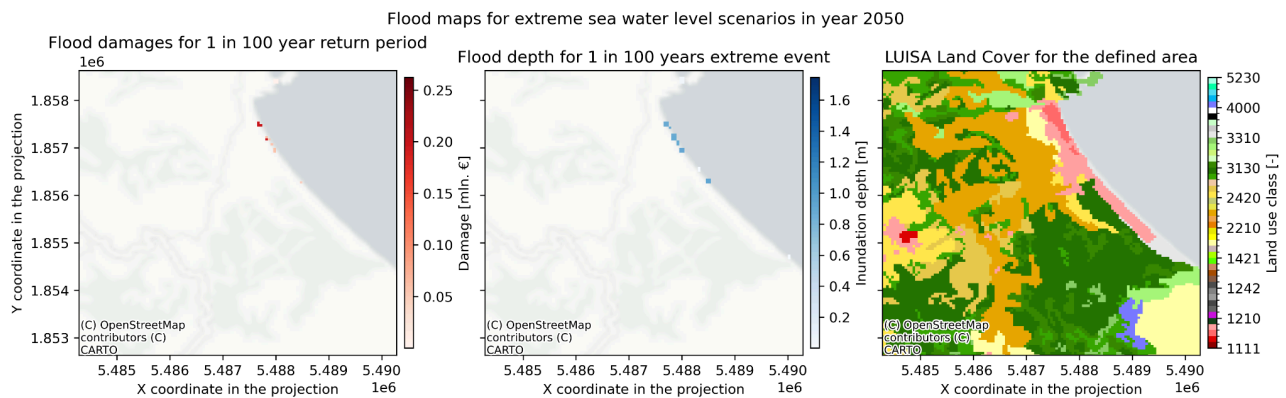 Flood maps for extreme sea water level scenarios in year 2050
Flood damages for 1 in 100 year return period
1e6
1.858
1.857
1.856
1.855
1.854
1.853
Y coordinate in the projection
(C) OpenStreetMap
contributors (C)
CARTO
5.485 5.486 5.487 5.488 5.489 5.490
1e6
X coordinate in the projection
0.25
0.20
0.15
0.10
0.05
Damage [mln. €]
Flood depth for 1 in 100 years extreme event
(C) OpenStreetMap
contributors (C)
CARTO
5.485 5.486 5.487 5.488 5.489 5.490
1e6
X coordinate in the projection
1.6
1.4
1.2
1.0
0.8
0.6
0.4
0.2
Inundation depth [m]
LUISA Land Cover for the defined area
(C) OpenStreetMap
contributors (C)
CARTO
5.485 5.486 5.487 5.488 5.489 5.490
1e6
X coordinate in the projection
5230
4000
3310
3130
2420
2210
1421
1242
1210
1111
Land use class [-]